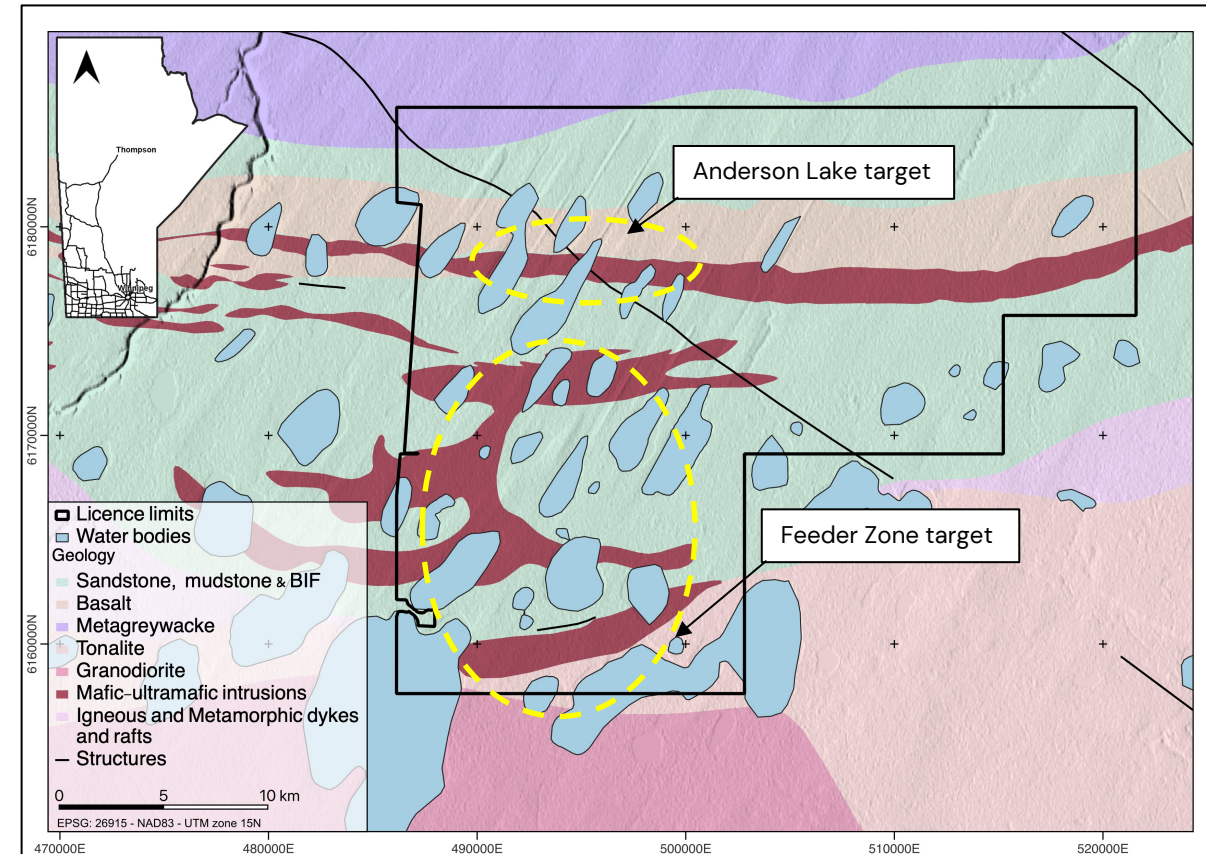 Thompson
Winnipeg
Anderson Lake target
Feeder Zone target
6180000N
6170000N
6160000N
Licence limits
Water bodies
Geology
Sandstone, mudstone & BIF
Basalt
Metagreywacke
Tonalite
Granodiorite
Mafic-ultramafic intrusions
Igneous and Metamorphic dykes
and rafts
Structures
0 5 10 km
EPSG: 26915 - NAD83 - UTM zone 15N
470000E 480000E 490000E 500000E 510000E 520000E